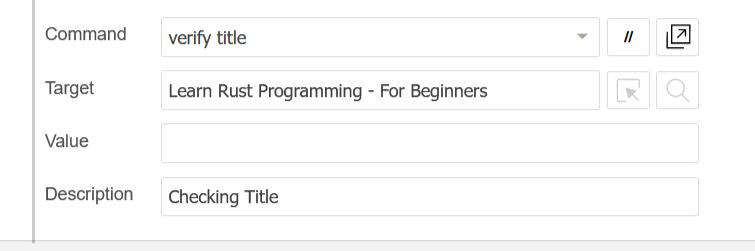 Command verify title //
Target Learn Rust Programming - For Beginners
Value
Description Checking Title